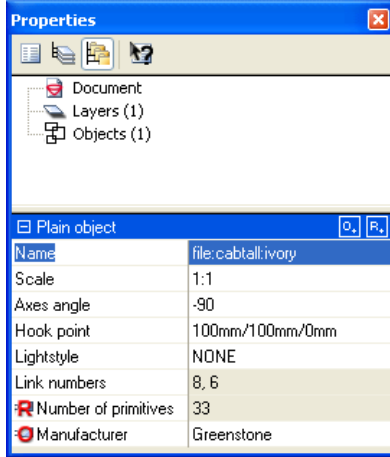 Properties
Document
Layers (1)
Objects (1)
Plain object
Name file:cabtall:ivory
Scale 1:1
Axes angle -90
Hook point 100mm/100mm/0mm
Lightstyle NONE
Link numbers 8, 6
Number of primitives 33
Manufacturer Greenstone